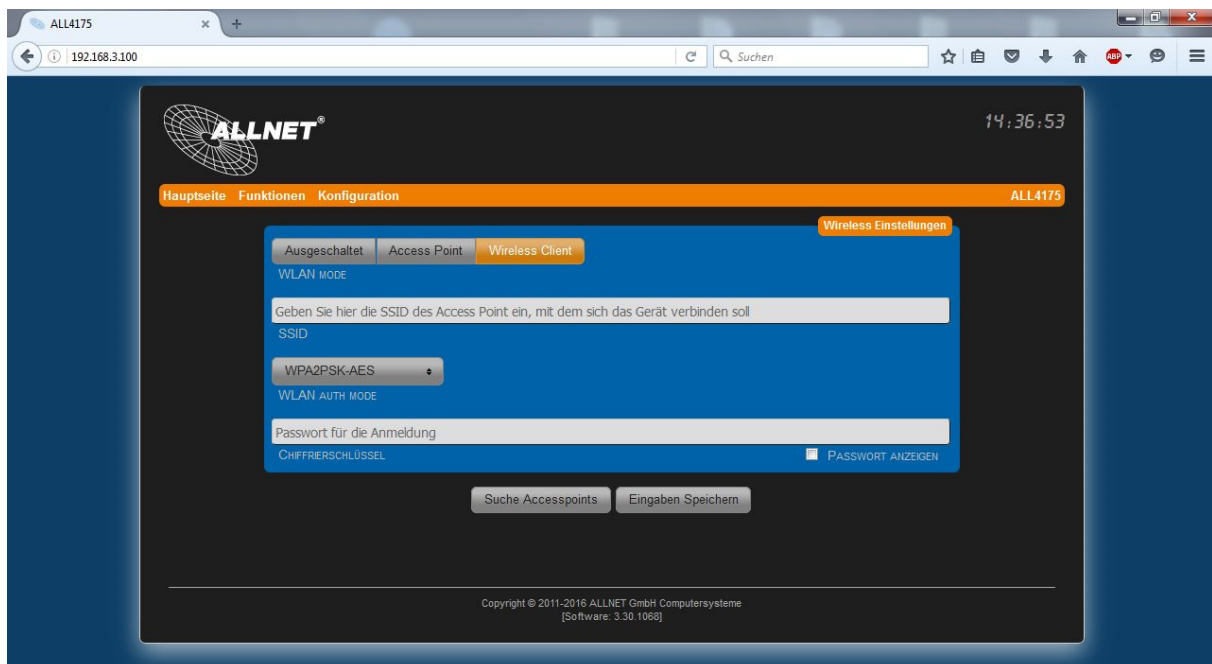 ALL4175
192.168.3.100
Suchen
ABP
ALLNET®
14:36:53
Hauptseite Funktionen Konfiguration ALL4175
Wireless Einstellungen
Ausgeschaltet Access Point Wireless Client
WLAN MODE
Geben Sie hier die SSID des Access Point ein, mit dem sich das Gerät verbinden soll
SSID
WPA2PSK-AES
WLAN AUTH MODE
Passwort für die Anmeldung
CHIFFRIERSCHLÜSSEL PASSWORT ANZEIGEN
Suche Accesspoints Eingaben Speichern
Copyright © 2011-2016 ALLNET GmbH Computersysteme
[Software: 3.30.1068]